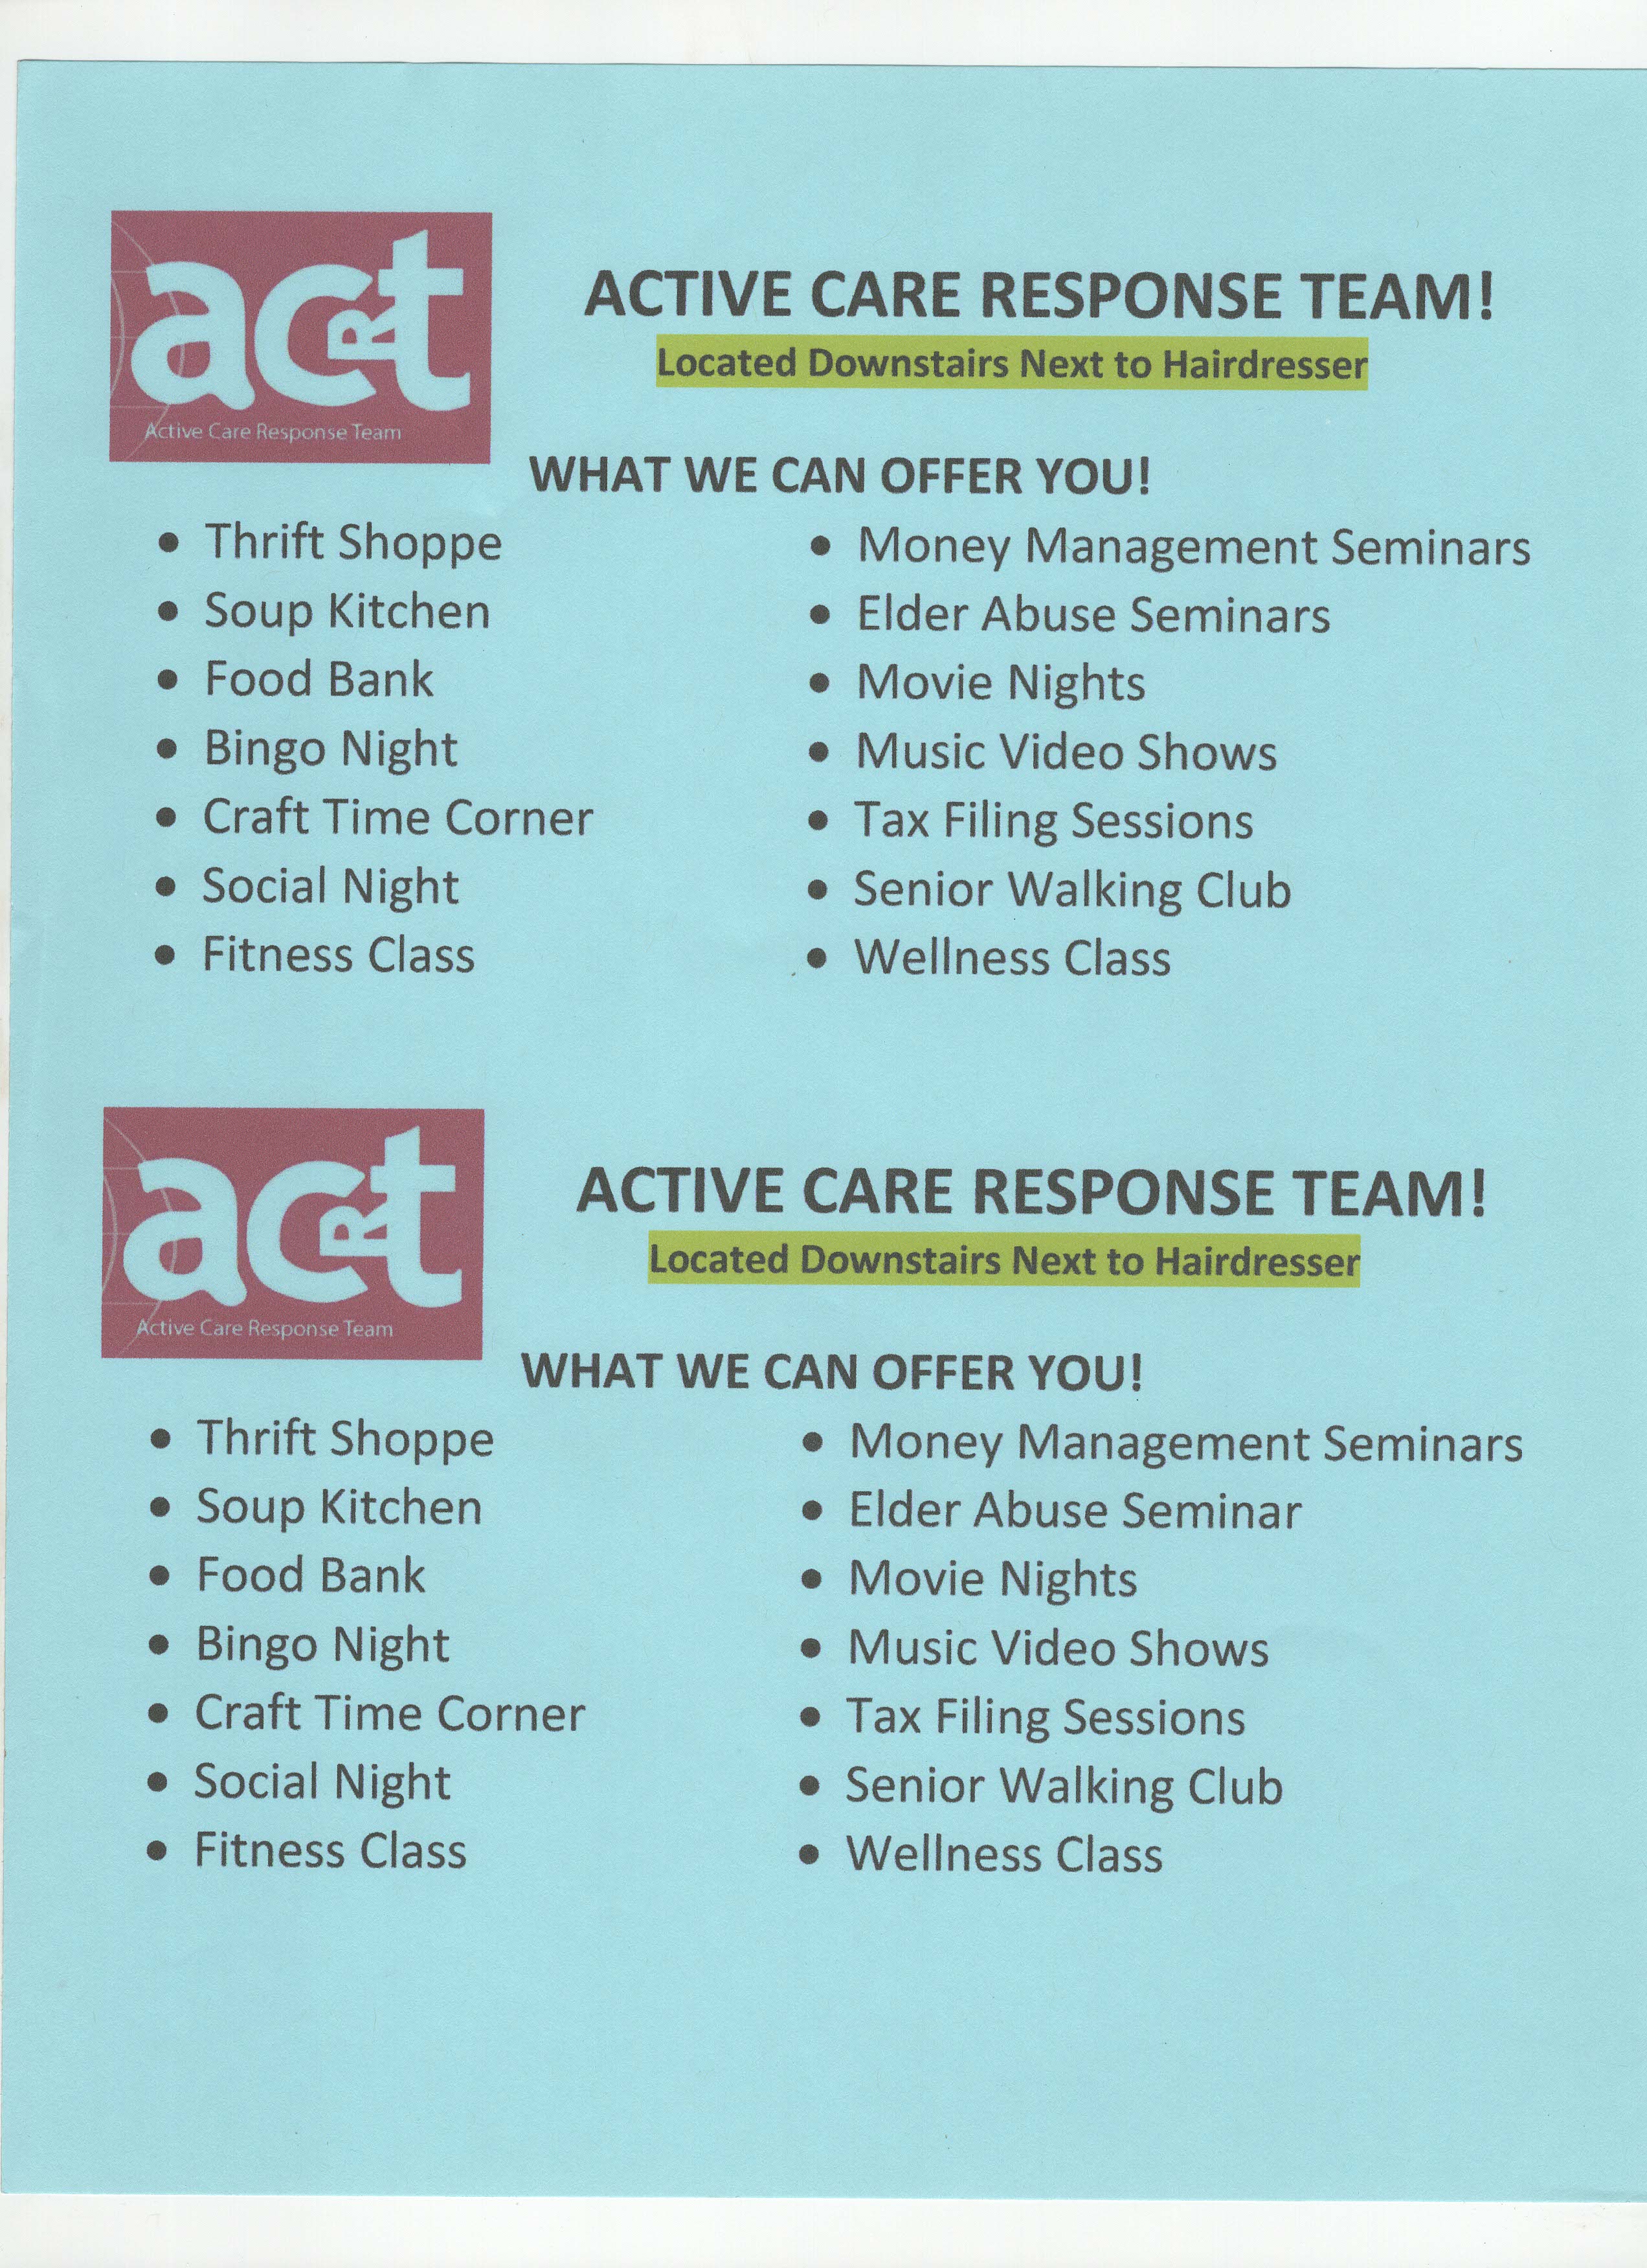 act
R
Active Care Response Team
ACTIVE CARE RESPONSE TEAM!
Located Downstairs Next to Hairdresser
WHAT WE CAN OFFER YOU!
• Thrift Shoppe
• Soup Kitchen
• Food Bank
• Bingo Night
• Craft Time Corner
• Social Night
• Fitness Class
• Money Management Seminars
• Elder Abuse Seminars
• Movie Nights
• Music Video Shows
• Tax Filing Sessions
• Senior Walking Club
• Wellness Class
act
R
Active Care Response Team
ACTIVE CARE RESPONSE TEAM!
Located Downstairs Next to Hairdresser
WHAT WE CAN OFFER YOU!
• Thrift Shoppe
• Soup Kitchen
• Food Bank
• Bingo Night
• Craft Time Corner
• Social Night
• Fitness Class
• Money Management Seminars
• Elder Abuse Seminar
• Movie Nights
• Music Video Shows
• Tax Filing Sessions
• Senior Walking Club
• Wellness Class